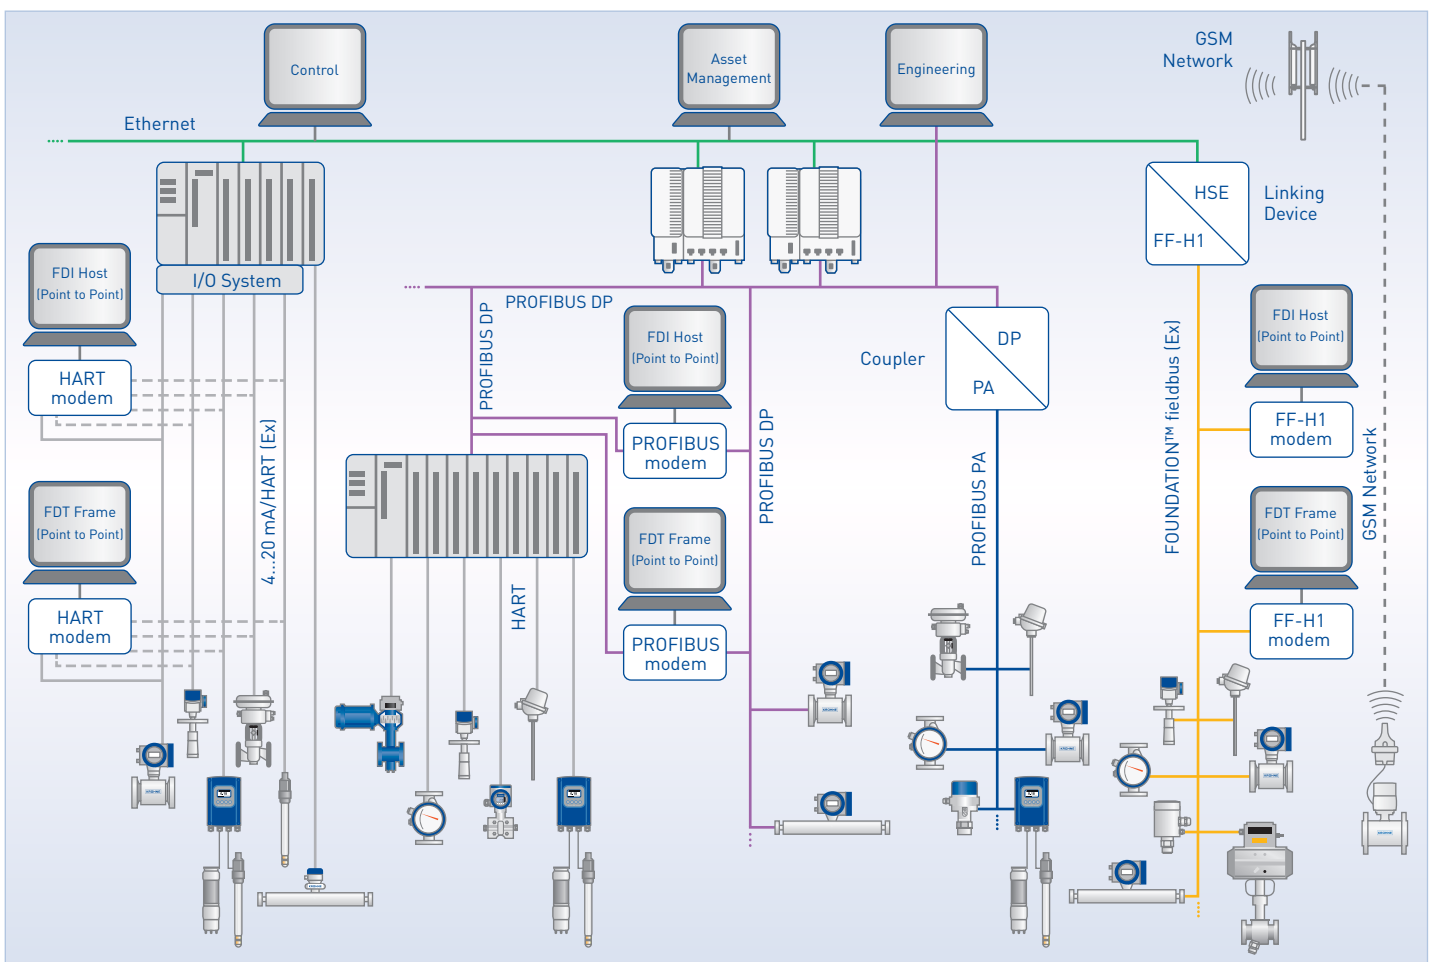 Control
Asset
Management
Engineering
GSM
Network
Ethernet
HSE
FF-H1
Linking
Device
I/O System
FDI Host
(Point to Point)
HART
modem
4...20 mA/HART (Ex)
FDT Frame
(Point to Point)
HART
modem
PROFIBUS DP
PROFIBUS DP
HART
FDI Host
(Point to Point)
PROFIBUS
modem
FDT Frame
(Point to Point)
PROFIBUS
modem
PROFIBUS DP
Coupler
DP
PA
PROFIBUS PA
FOUNDATION™ fieldbus (Ex)
FDI Host
(Point to Point)
FF-H1
modem
FDT Frame
(Point to Point)
FF-H1
modem
GSM Network